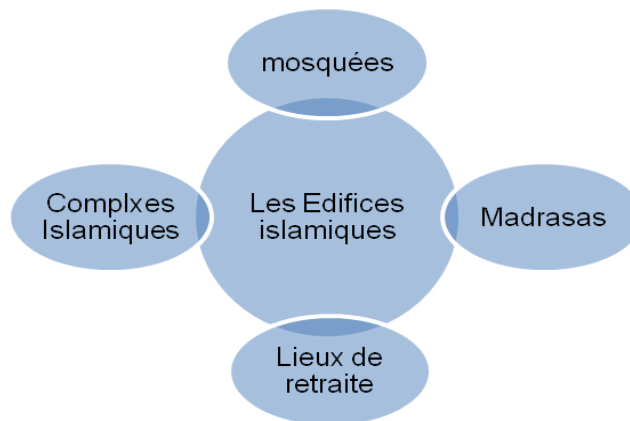 mosquées
Complxes
Islamiques
Les Edifices
islamiques
Madrasas
Lieux de
retraite